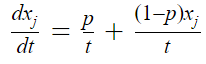 dx_j/dt = p/t + (1–p)x_j/t